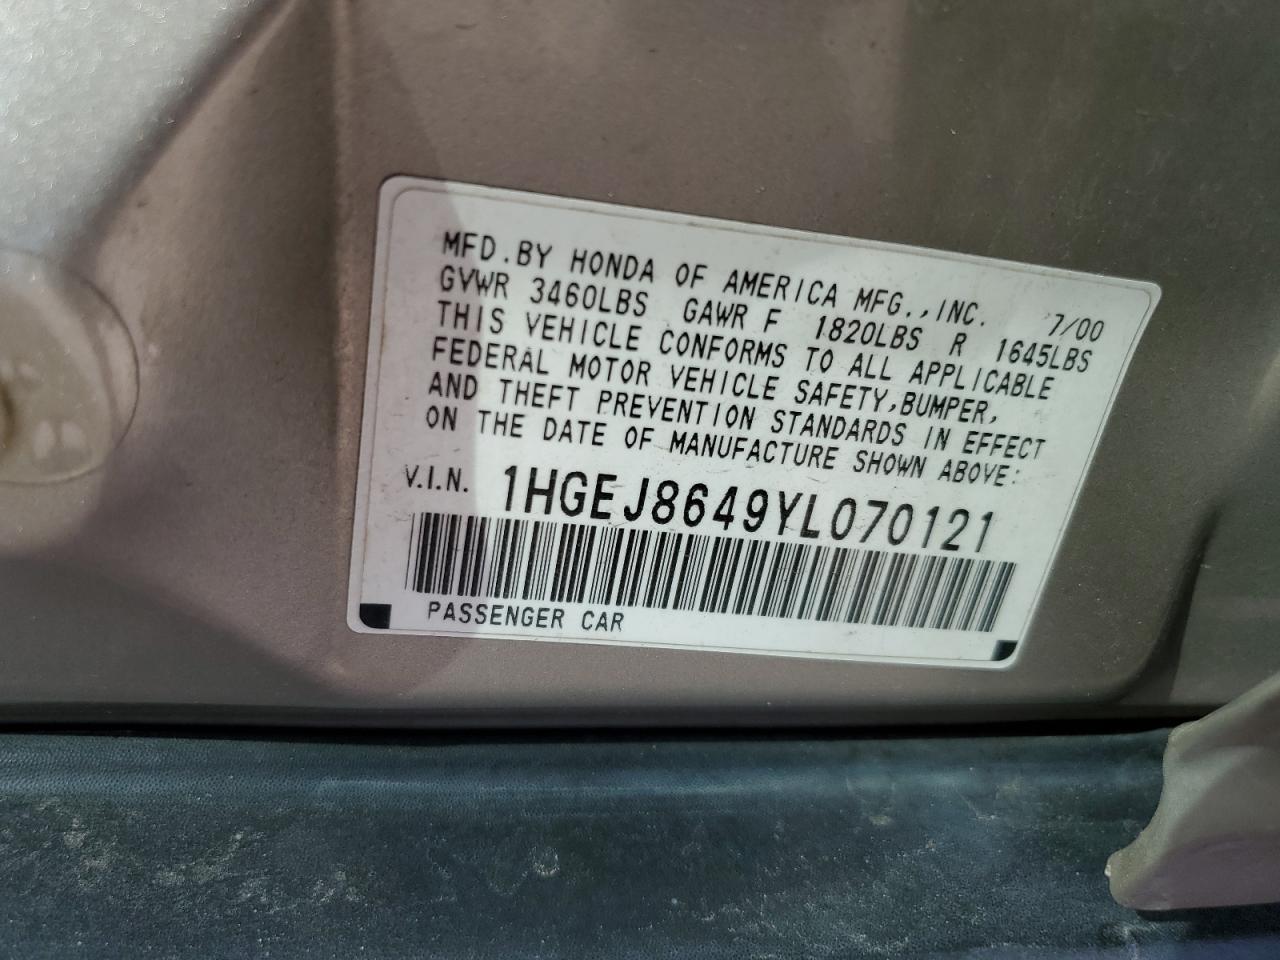 MFD.BY HONDA OF AMERICA MFG.,INC. 7/00
GVWR 3460LBS GAWR F 1820LBS R 1645LBS
THIS VEHICLE CONFORMS TO ALL APPLICABLE
FEDERAL MOTOR VEHICLE SAFETY,BUMPER,
AND THEFT PREVENTION STANDARDS IN EFFECT
ON THE DATE OF MANUFACTURE SHOWN ABOVE:
V.I.N. 1HGEJ8649YL070121
PASSENGER CAR